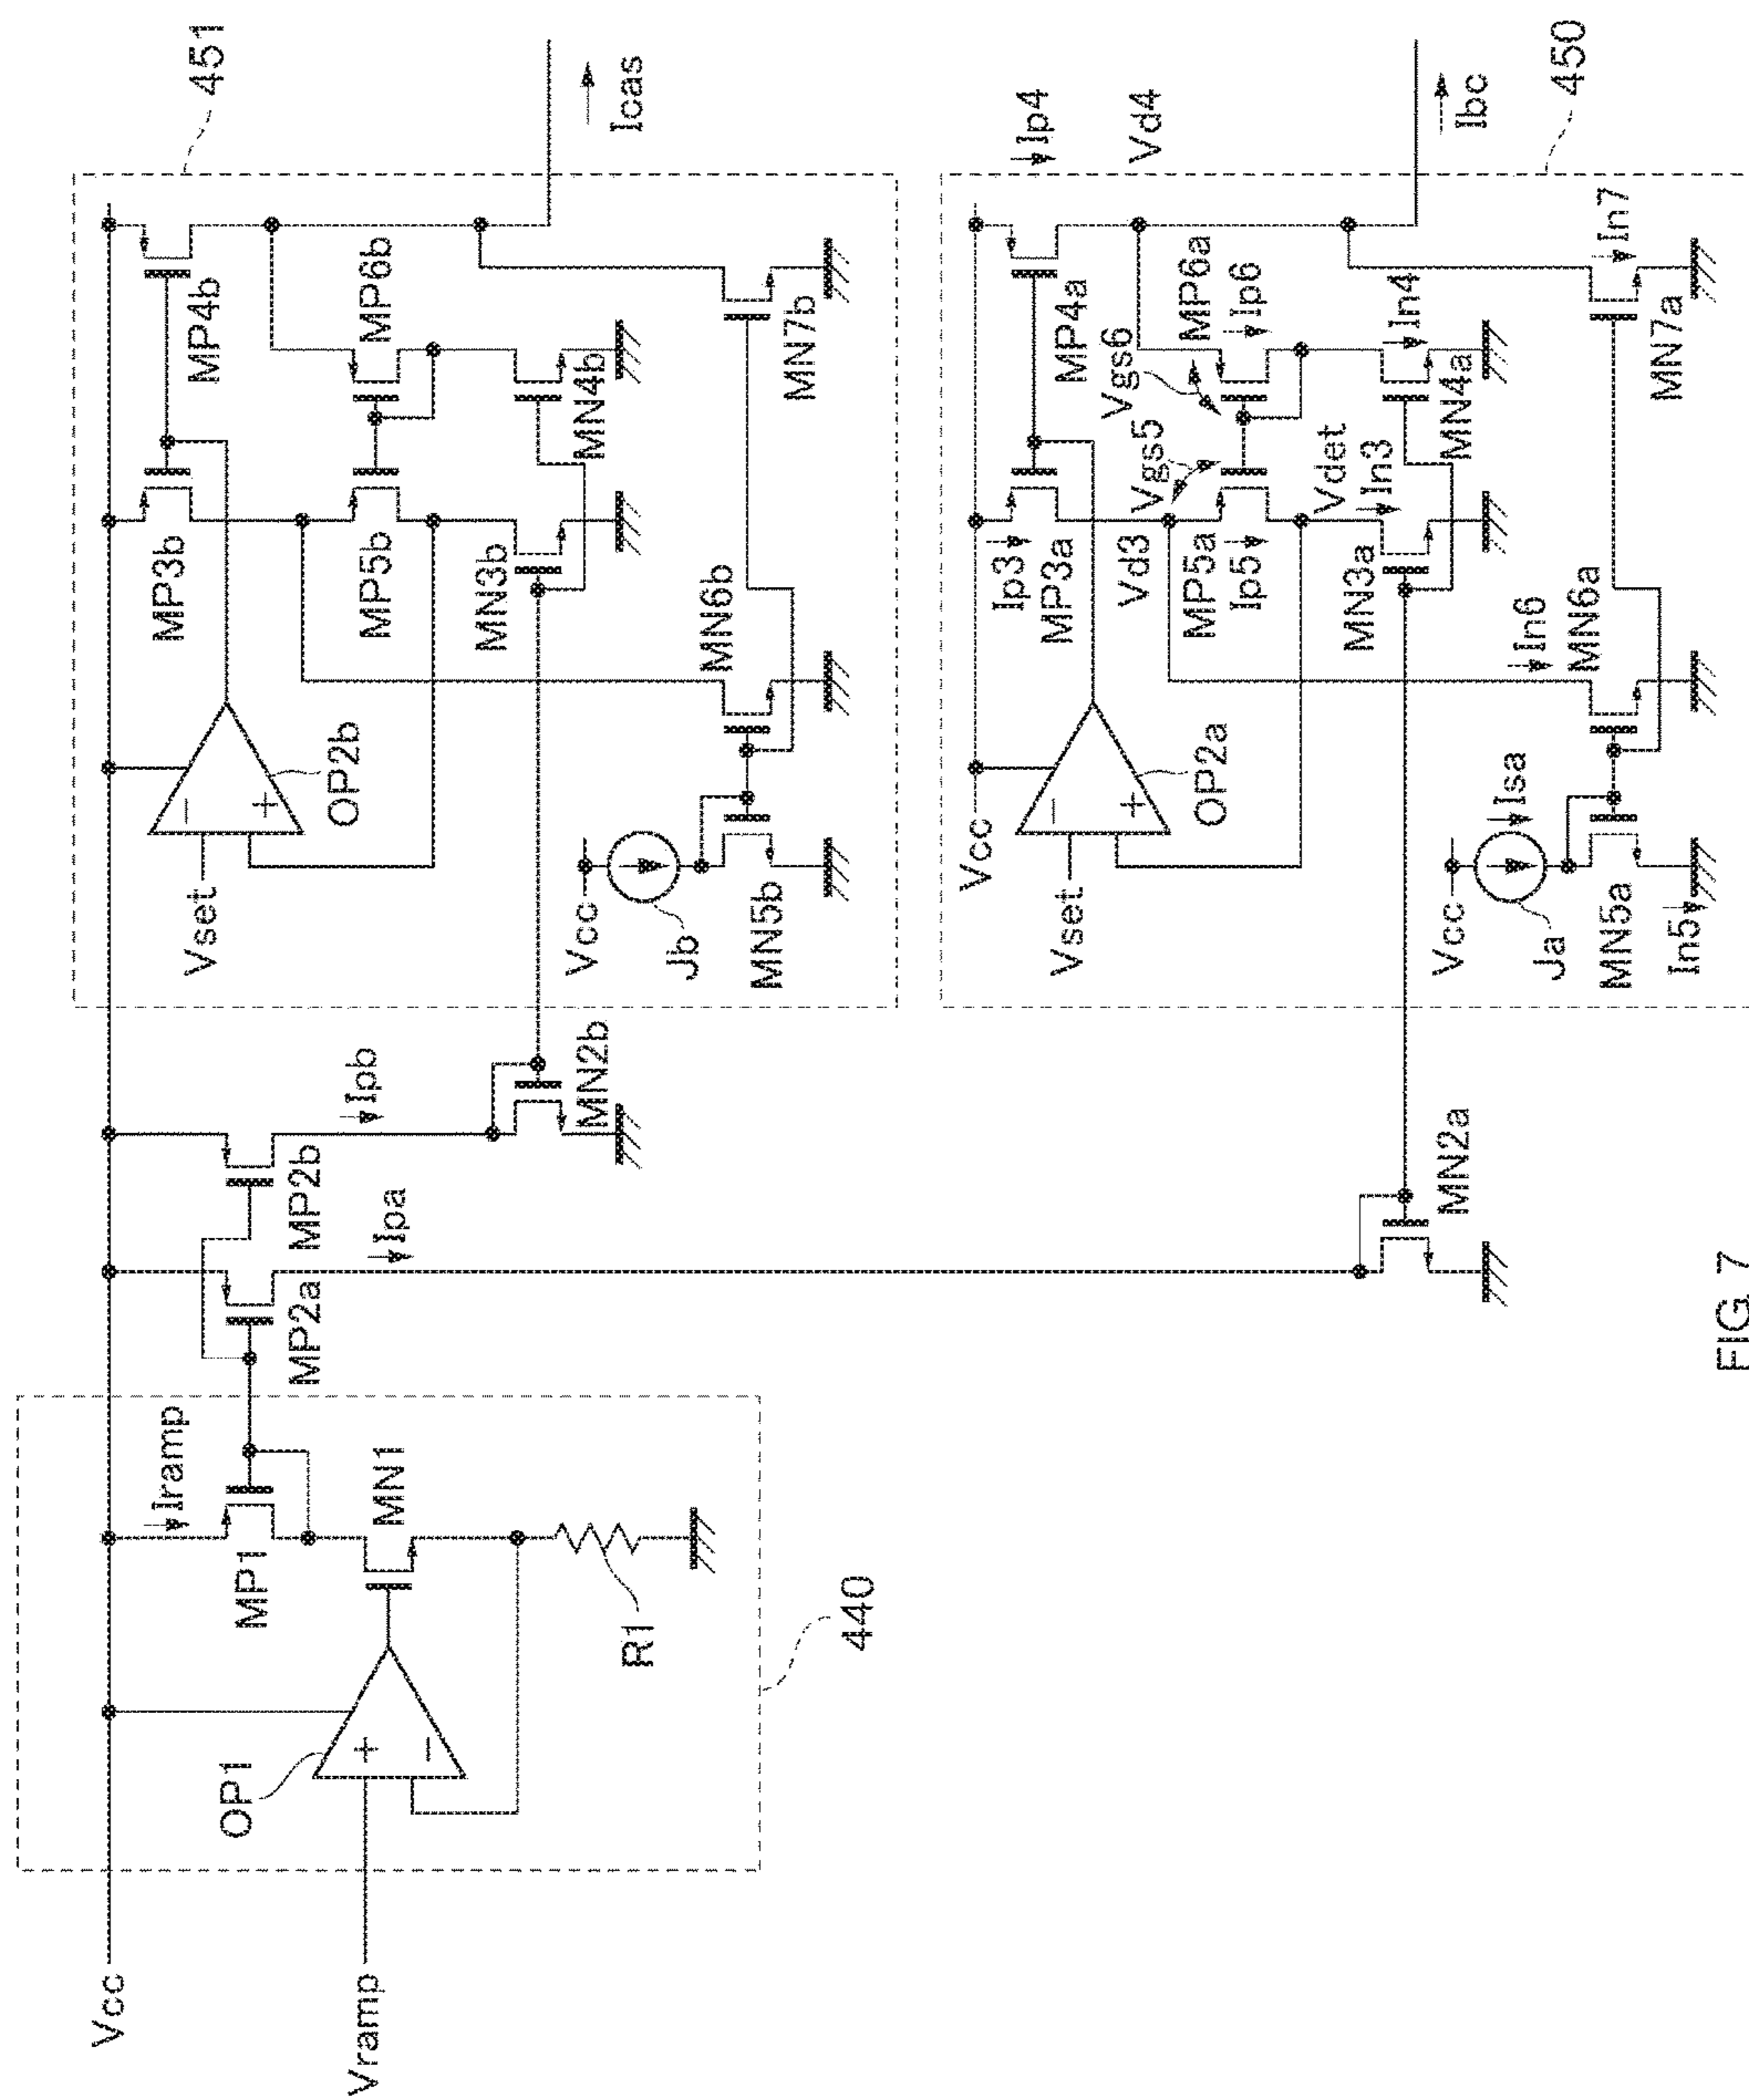 Vcc
Vramp
OP1
+
−
MP1
Iramp
MN1
R1
440
MP2a
MP2b
Ipa
Ipb
MN2b
MN2a
451
Vset
−
+
OP2b
MP3b
MP4b
MP5b
MP6b
MN3b
MN4b
Vcc
Jb
MN5b
MN6b
MN7b
Icas
450
Vcc
Vset
−
+
OP2a
Ip3
MP3a
MP4a
Ip4
Vd3
Vd4
Vgs5
Vgs6
MP5a
MP6a
Ip5
Ip6
Vdet
In3
In4
MN3a
MN4a
Vcc
Ja
Isa
MN5a
In5
In6
MN6a
In7
MN7a
Ibc
FIG. 7